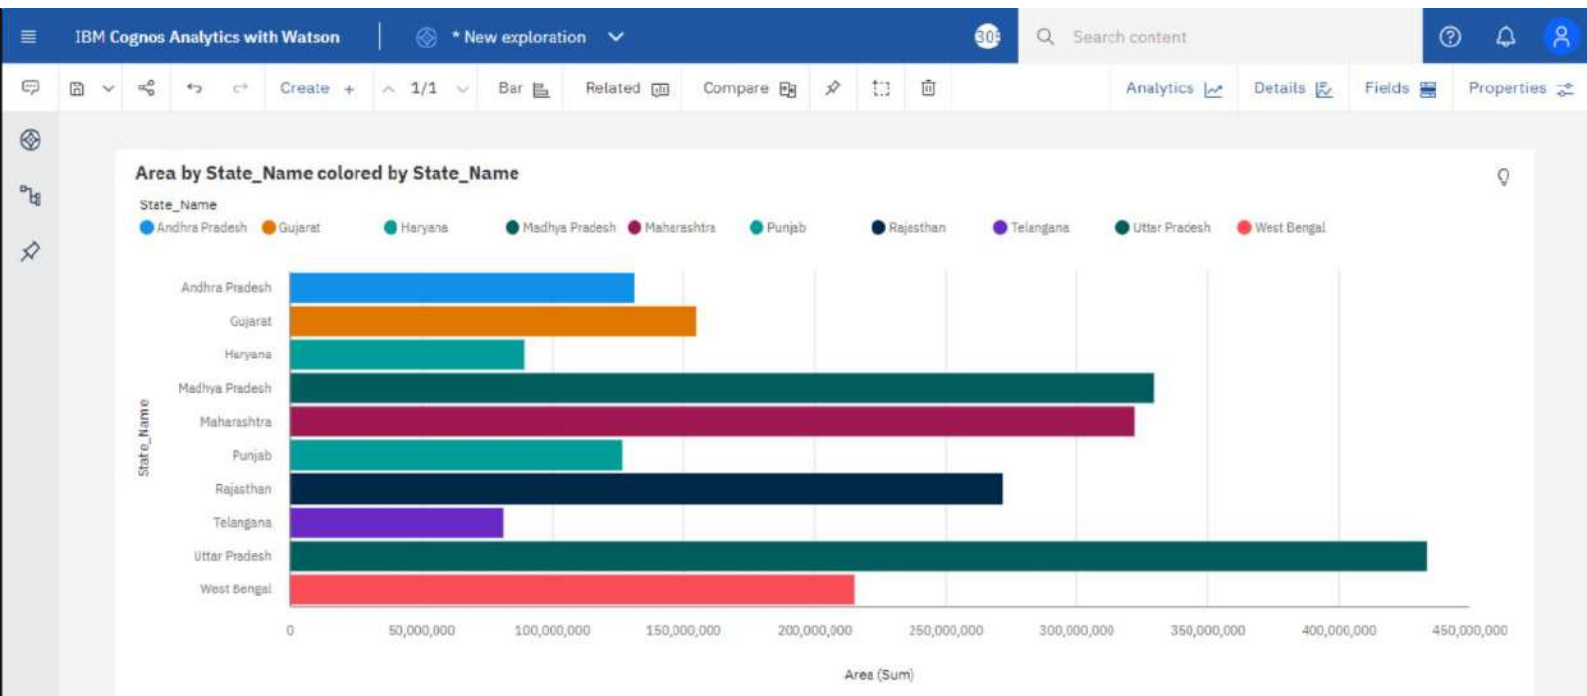 IBM Cognos Analytics with Watson
* New exploration
Search content
Create +
1/1
Bar
Related
Compare
Analytics
Details
Fields
Properties
Area by State_Name colored by State_Name
State_Name
Andhra Pradesh Gujarat Haryana Madhya Pradesh Maharashtra Punjab Rajasthan Telangana Uttar Pradesh West Bengal
State_Name
Andhra Pradesh
Gujarat
Haryana
Madhya Pradesh
Maharashtra
Punjab
Rajasthan
Telangana
Uttar Pradesh
West Bengal
0 50,000,000 100,000,000 150,000,000 200,000,000 250,000,000 300,000,000 350,000,000 400,000,000 450,000,000
Area (Sum)